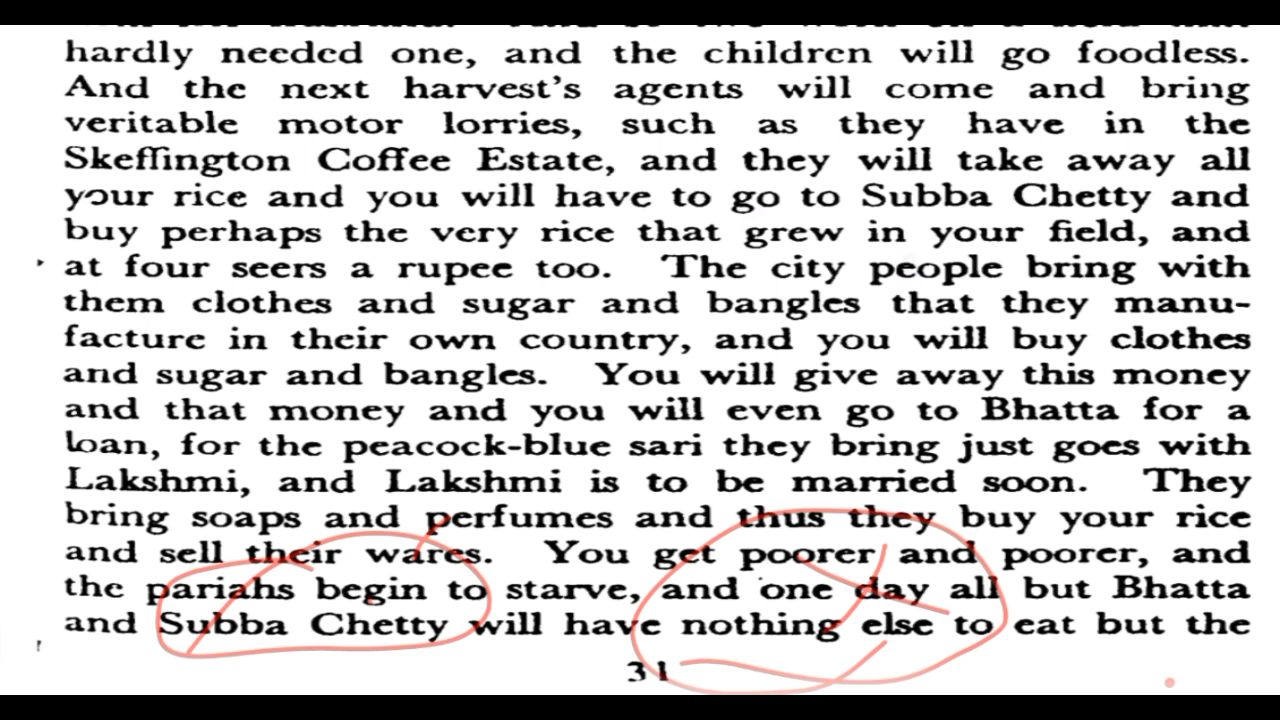 hardly needed one, and the children will go foodless.
And the next harvest's agents will come and bring
veritable motor lorries, such as they have in the
Skeffington Coffee Estate, and they will take away all
your rice and you will have to go to Subba Chetty and
buy perhaps the very rice that grew in your field, and
at four seers a rupee too. The city people bring with
them clothes and sugar and bangles that they manu-
facture in their own country, and you will buy clothes
and sugar and bangles. You will give away this money
and that money and you will even go to Bhatta for a
loan, for the peacock-blue sari they bring just goes with
Lakshmi, and Lakshmi is to be married soon. They
bring soaps and perfumes and thus they buy your rice
and sell their wares. You get poorer and poorer, and
the pariahs begin to starve, and one day all but Bhatta
and Subba Chetty will have nothing else to eat but the
31